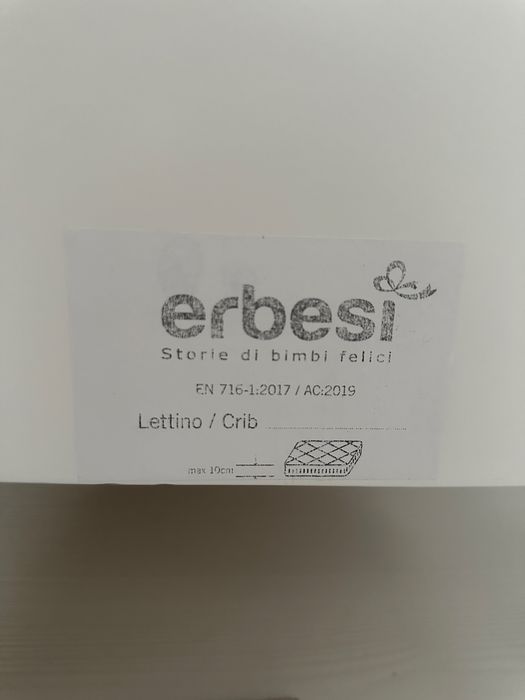 erbesi
Storie di bimbi felici
EN 716-1:2017 / AC:2019
Lettino / Crib
max 10cm